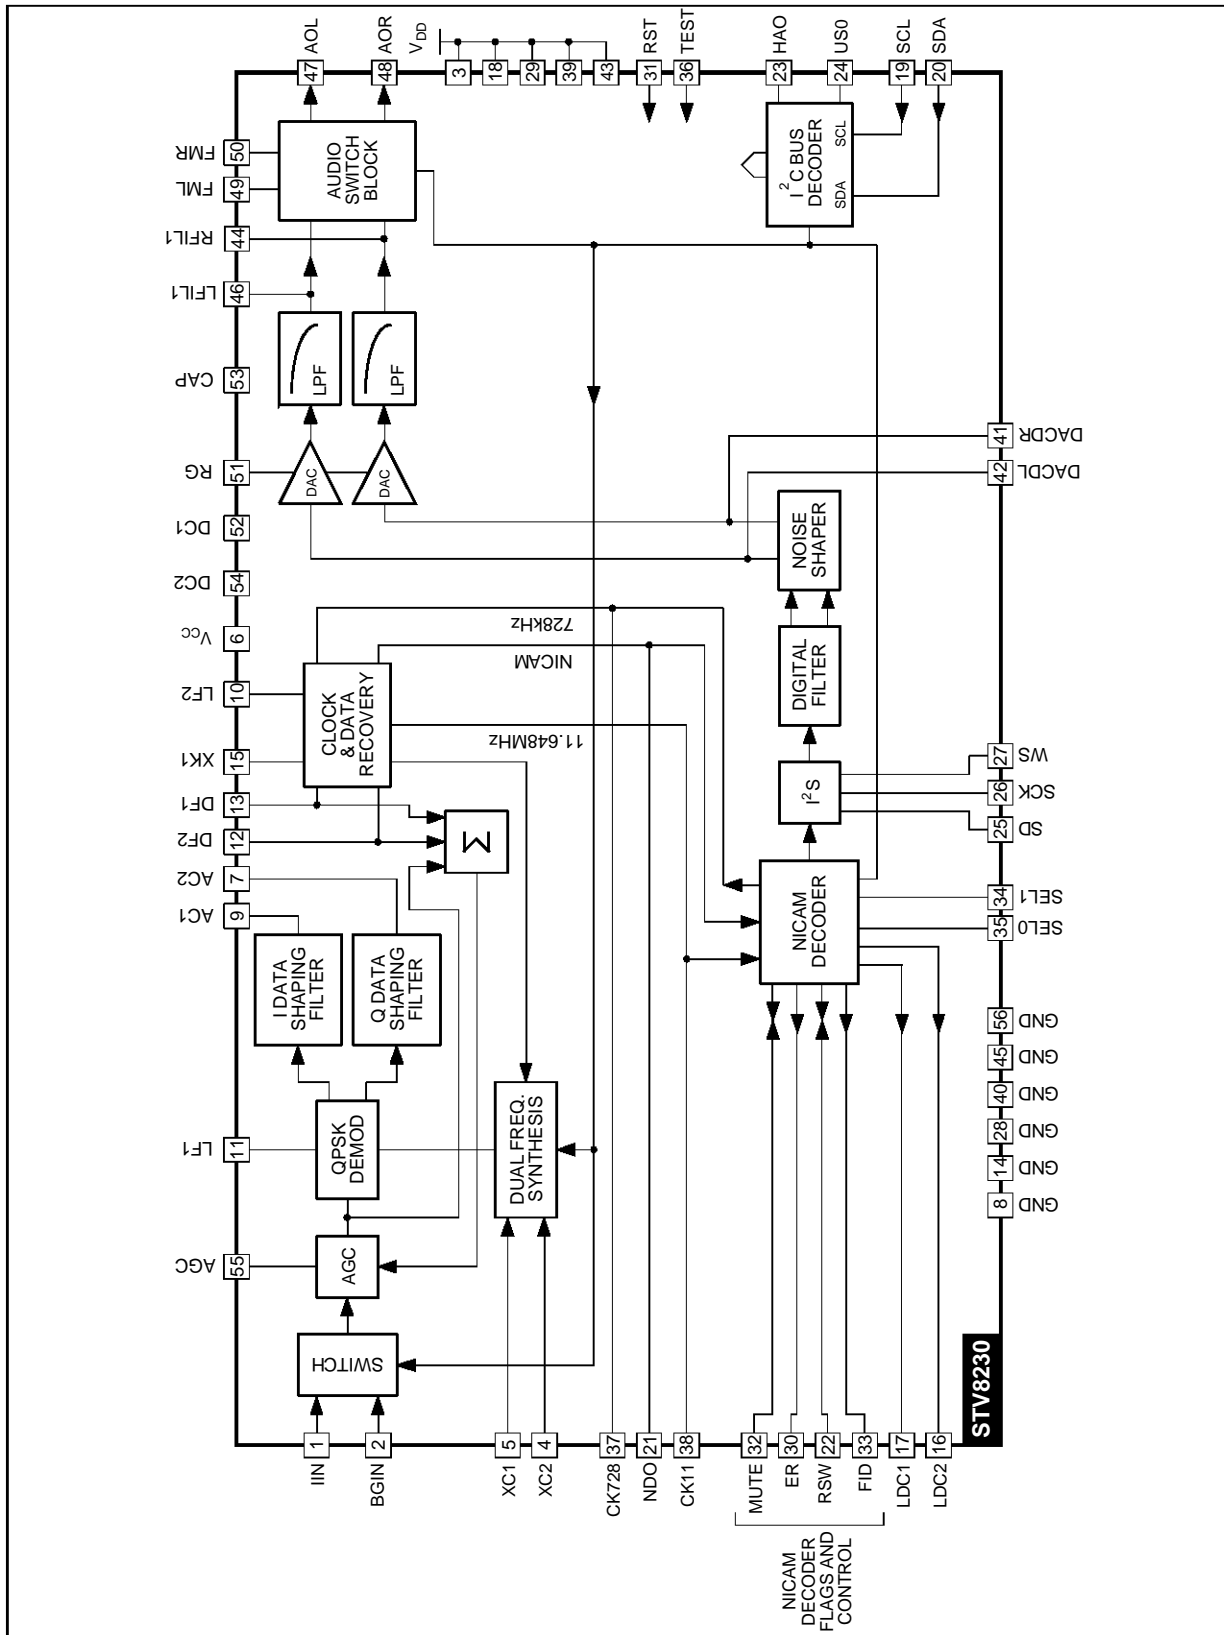 AOL
47
AOR
48
VDD
3
18
29
39
43
RST
31
TEST
36
HAO
23
US0
24
SCL
19
SDA
20
FMR
50
FML
49
RFIL1
44
LFIL1
46
CAP
53
RG
51
DC1
52
DC2
54
VCC
6
LF2
10
XK1
15
DF1
13
DF2
12
AC2
7
AC1
9
LF1
11
AGC
55
AUDIO
SWITCH
BLOCK
I2C BUS
DECODER
SCL
SDA
LPF
LPF
DAC
DAC
NOISE
SHAPER
DIGITAL
FILTER
I2S
NICAM
DECODER
CLOCK
& DATA
RECOVERY
728kHz
NICAM
11.648MHz
Σ
I DATA
SHAPING
FILTER
Q DATA
SHAPING
FILTER
QPSK
DEMOD
DUAL FREQ.
SYNTHESIS
AGC
SWITCH
DACDR
41
DACDL
42
WS
27
SCK
26
SD
25
SEL1
34
SEL0
35
GND
56
GND
45
GND
40
GND
28
GND
14
GND
8
STV8230
IIN
1
BGIN
2
XC1
5
XC2
4
CK728
37
NDO
21
CK11
38
MUTE
32
ER
30
RSW
22
FID
33
LDC1
17
LDC2
16
NICAM
DECODER
FLAGS AND
CONTROL